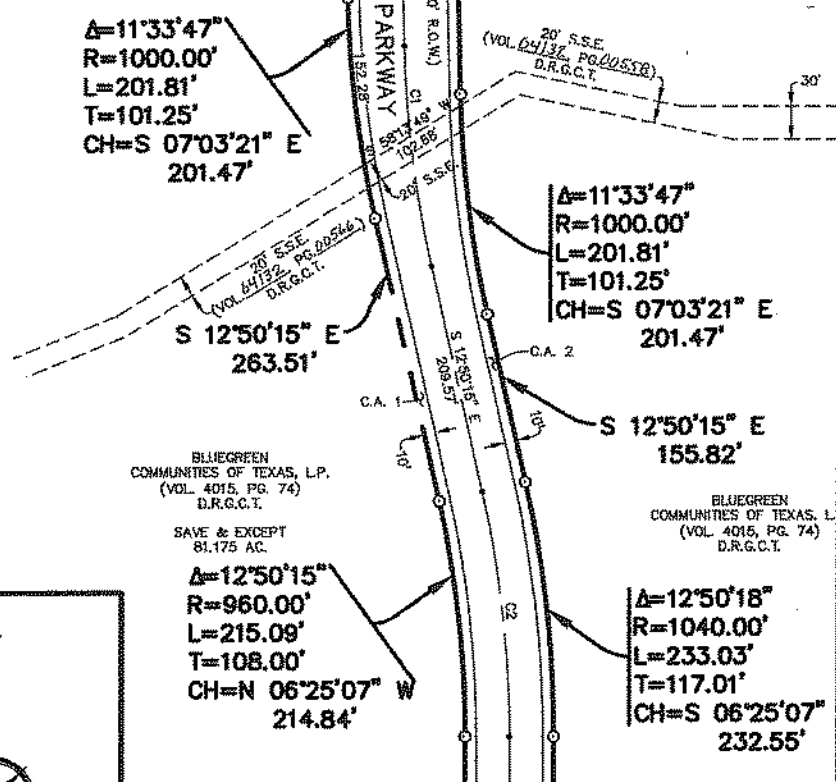 Δ=11°33'47"
R=1000.00'
L=201.81'
T=101.25'
CH=S 07°03'21" E
201.47'
PARKWAY
R.O.W.)
152.28'
C1
S 58°13'49" W
102.88'
20' S.S.E.
20' S.S.E.
(VOL. 64132, PG. 00558)
D.R.G.C.T.
30'
20' S.S.E.
(VOL. 64132, PG. 00566)
D.R.G.C.T.
Δ=11°33'47"
R=1000.00'
L=201.81'
T=101.25'
CH=S 07°03'21" E
201.47'
S 12°50'15" E
263.51'
S 12°50'15" E
209.57'
C.A. 2
C.A. 1
S 12°50'15" E
155.82'
10'
10'
BLUEGREEN
COMMUNITIES OF TEXAS, L.P.
(VOL. 4015, PG. 74)
D.R.G.C.T.
SAVE & EXCEPT
81.175 AC.
BLUEGREEN
COMMUNITIES OF TEXAS, L.
(VOL. 4015, PG. 74)
D.R.G.C.T.
Δ=12°50'15"
R=960.00'
L=215.09'
T=108.00'
CH=N 06°25'07" W
214.84'
C2
Δ=12°50'18"
R=1040.00'
L=233.03'
T=117.01'
CH=S 06°25'07"
232.55'